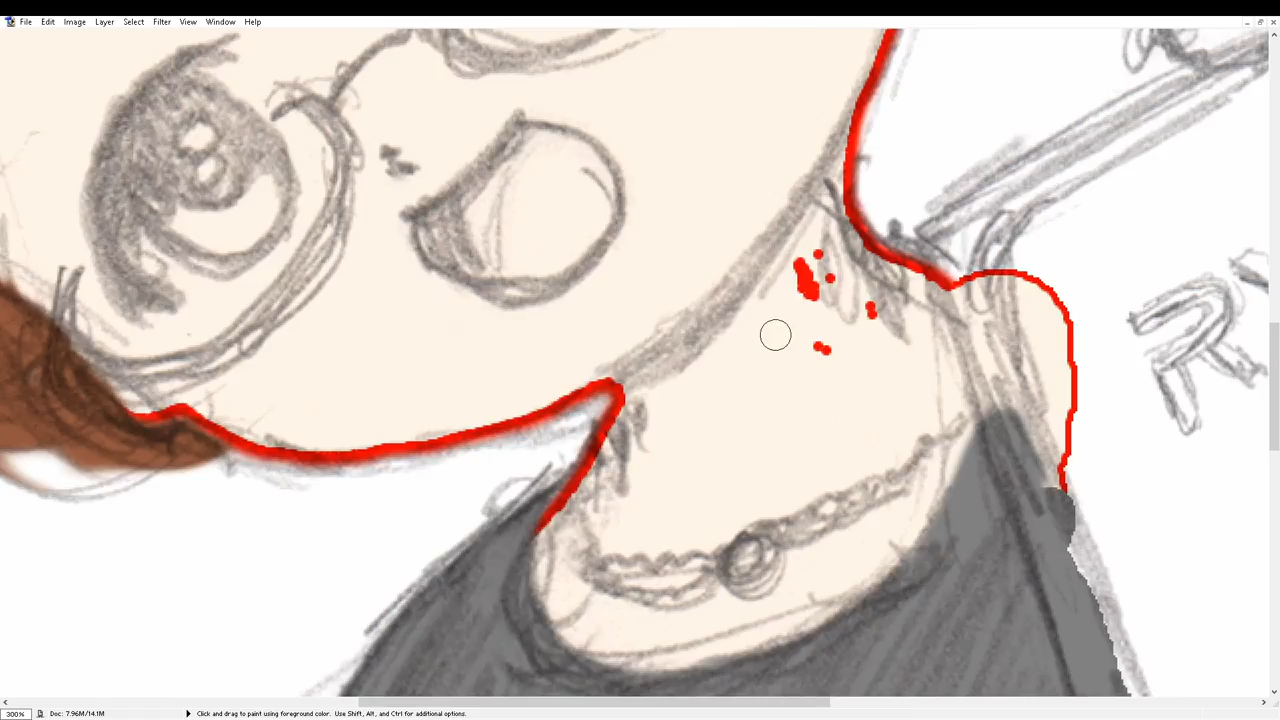 File Edit Image Layer Select Filter View Window Help
R
300% Doc: 7.96M/14.1M Click and drag to paint using foreground color. Use Shift, Alt, and Ctrl for additional options.